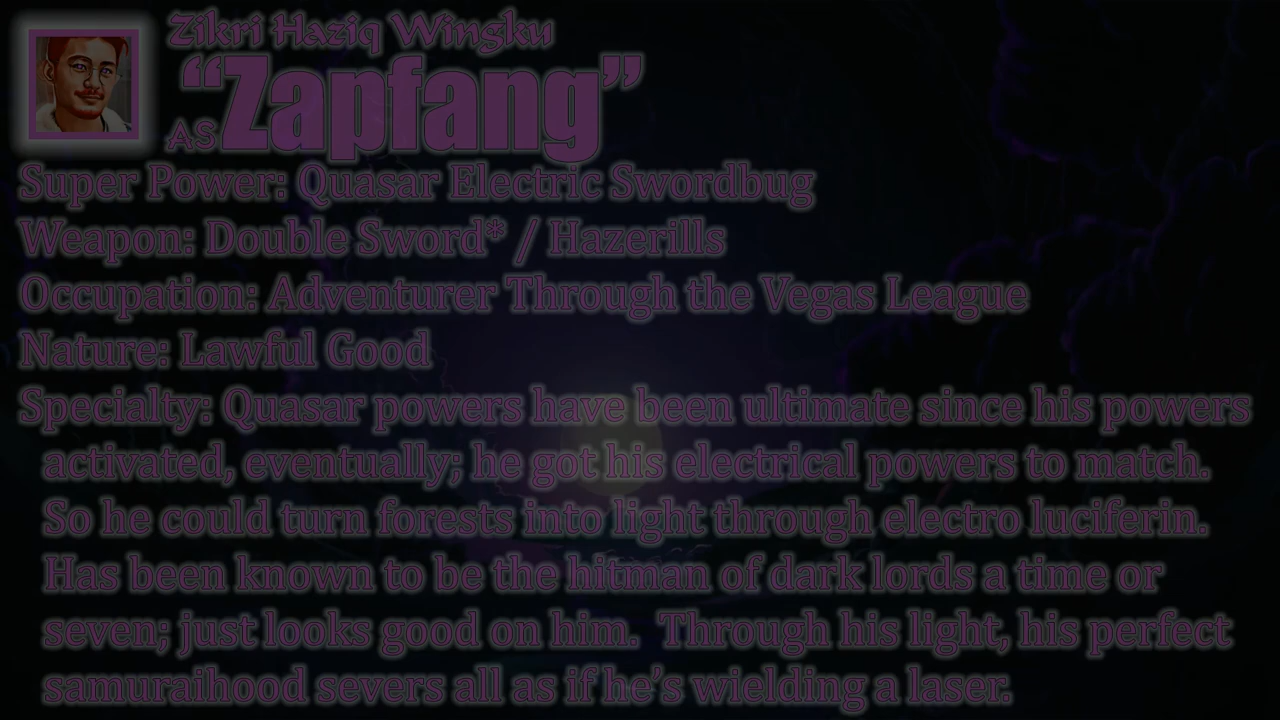 Zikri Haziq Wingku
AS “Zapfang”
Super Power: Quasar Electric Swordbug
Weapon: Double Sword* / Hazerills
Occupation: Adventurer Through the Vegas League
Nature: Lawful Good
Specialty: Quasar powers have been ultimate since his powers
activated, eventually; he got his electrical powers to match.
So he could turn forests into light through electro luciferin.
Has been known to be the hitman of dark lords a time or
seven; just looks good on him. Through his light, his perfect
samuraihood severs all as if he’s wielding a laser.